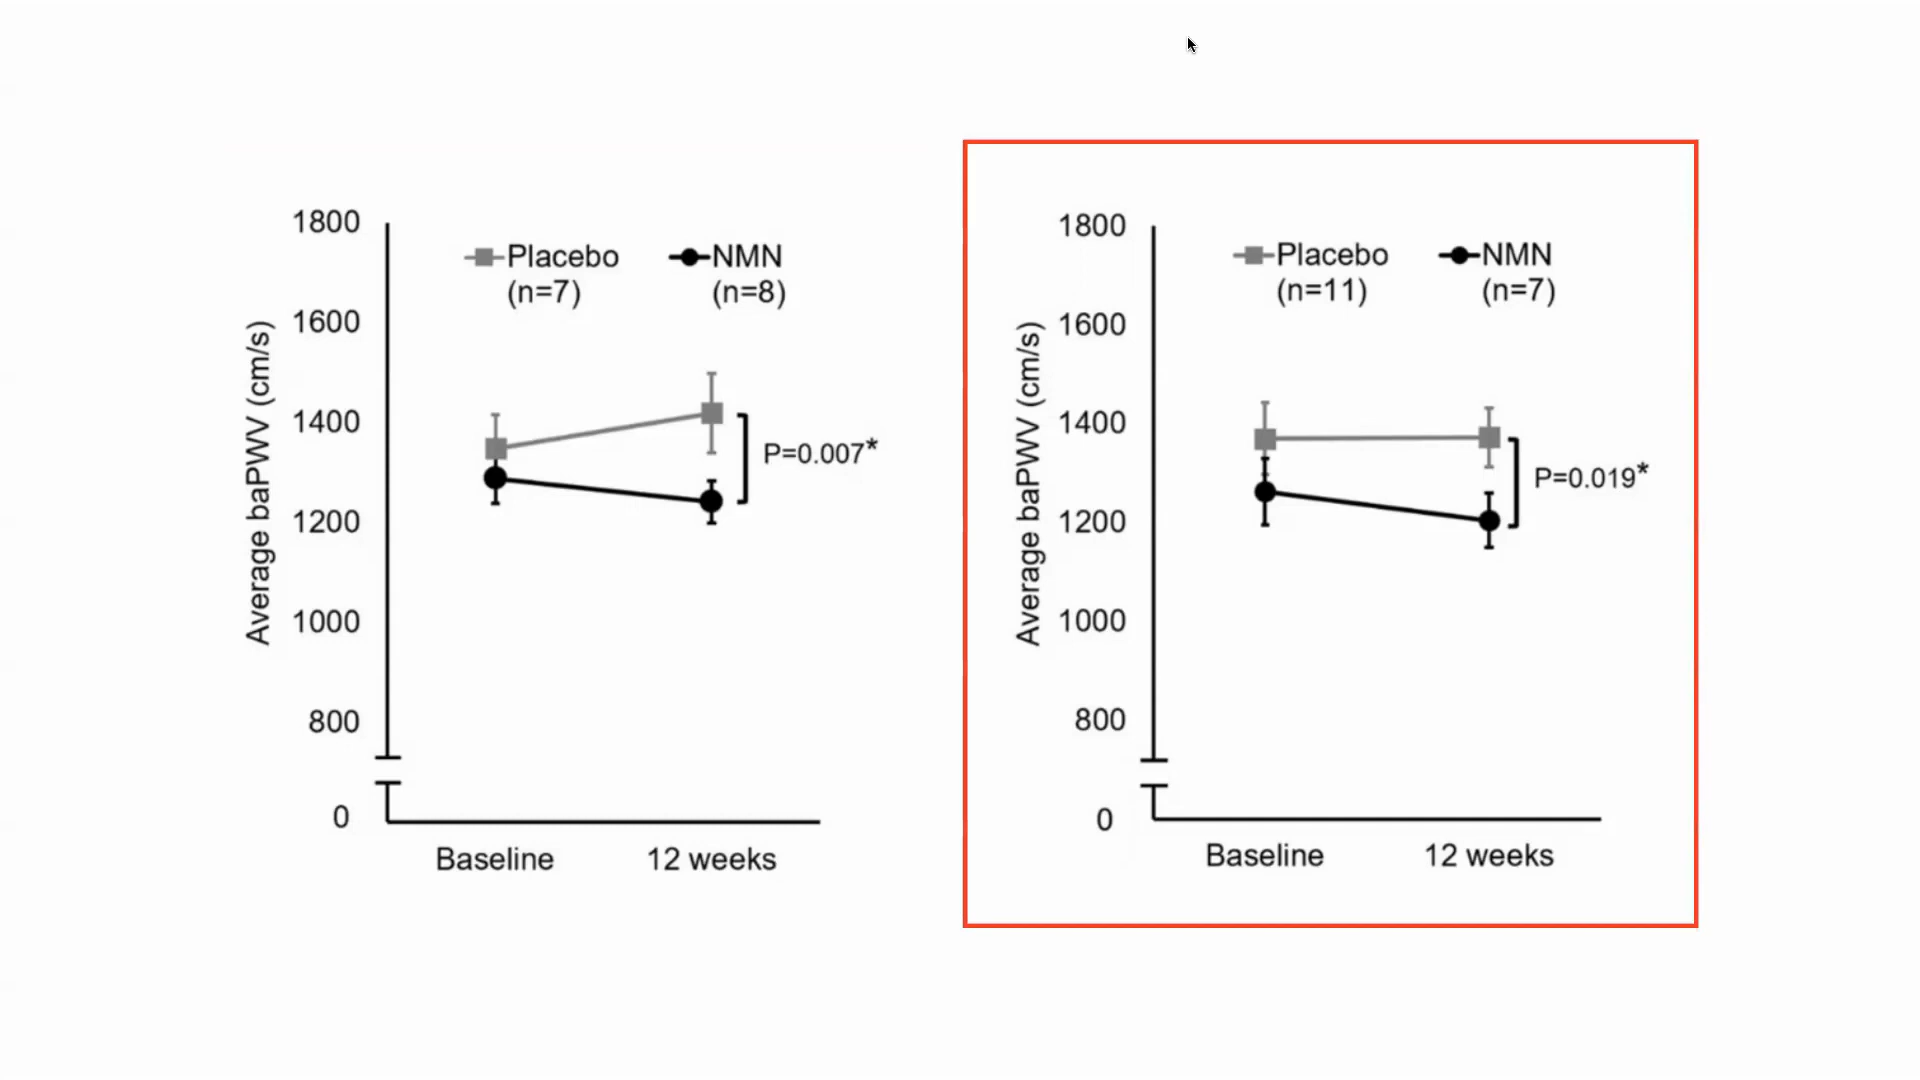 1800
Placebo
(n=7)
NMN
(n=8)
1600
1400
1200
1000
800
0
Average baPWV (cm/s)
P=0.007*
Baseline
12 weeks
1800
Placebo
(n=11)
NMN
(n=7)
1600
1400
1200
1000
800
0
Average baPWV (cm/s)
P=0.019*
Baseline
12 weeks